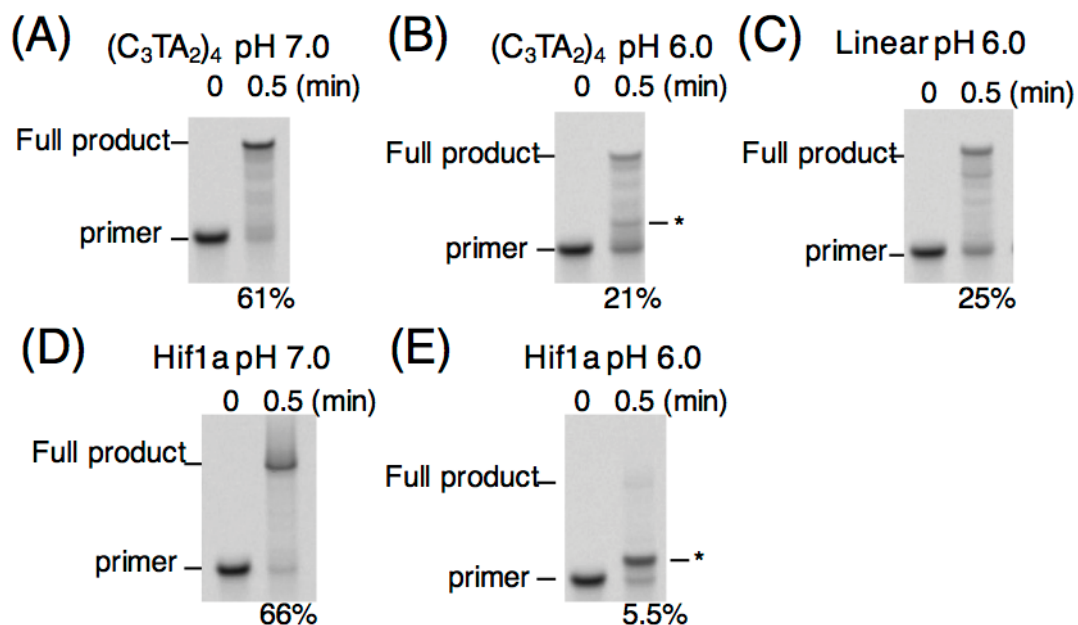 (A) (C₃TA₂)₄ pH 7.0
0 0.5 (min)
Full product
primer
61%
(B) (C₃TA₂)₄ pH 6.0
0 0.5 (min)
Full product
*
primer
21%
(C) Linear pH 6.0
0 0.5 (min)
Full product
primer
25%
(D) Hif1a pH 7.0
0 0.5 (min)
Full product
primer
66%
(E) Hif1a pH 6.0
0 0.5 (min)
Full product
*
primer
5.5%